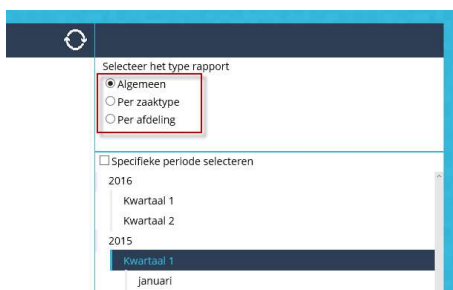 Selecteer het type rapport
Algemeen
Per zaaktype
Per afdeling
Specifieke periode selecteren
2016
Kwartaal 1
Kwartaal 2
2015
Kwartaal 1
januari